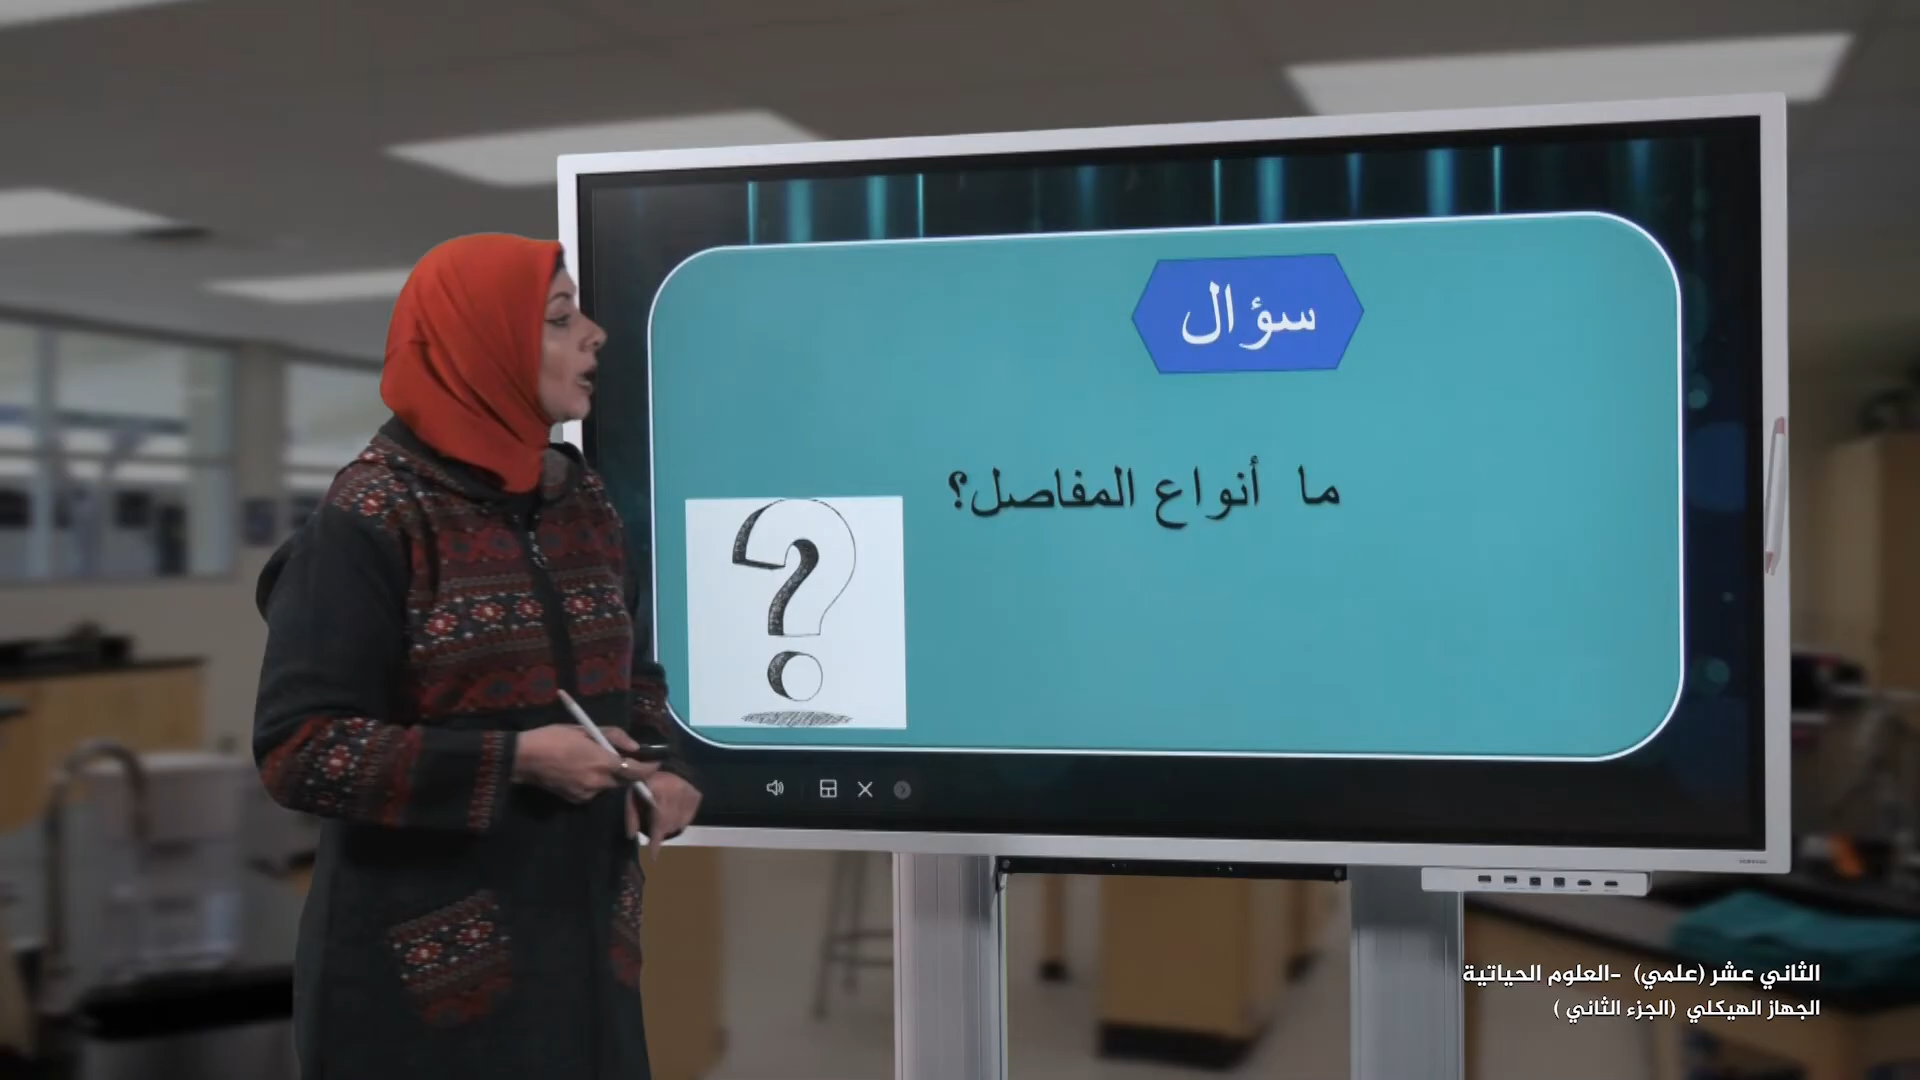 سؤال
ما أنواع المفاصل؟
الثاني عشر (علمي) -العلوم الحياتية
الجهاز الهيكلي (الجزء الثاني )